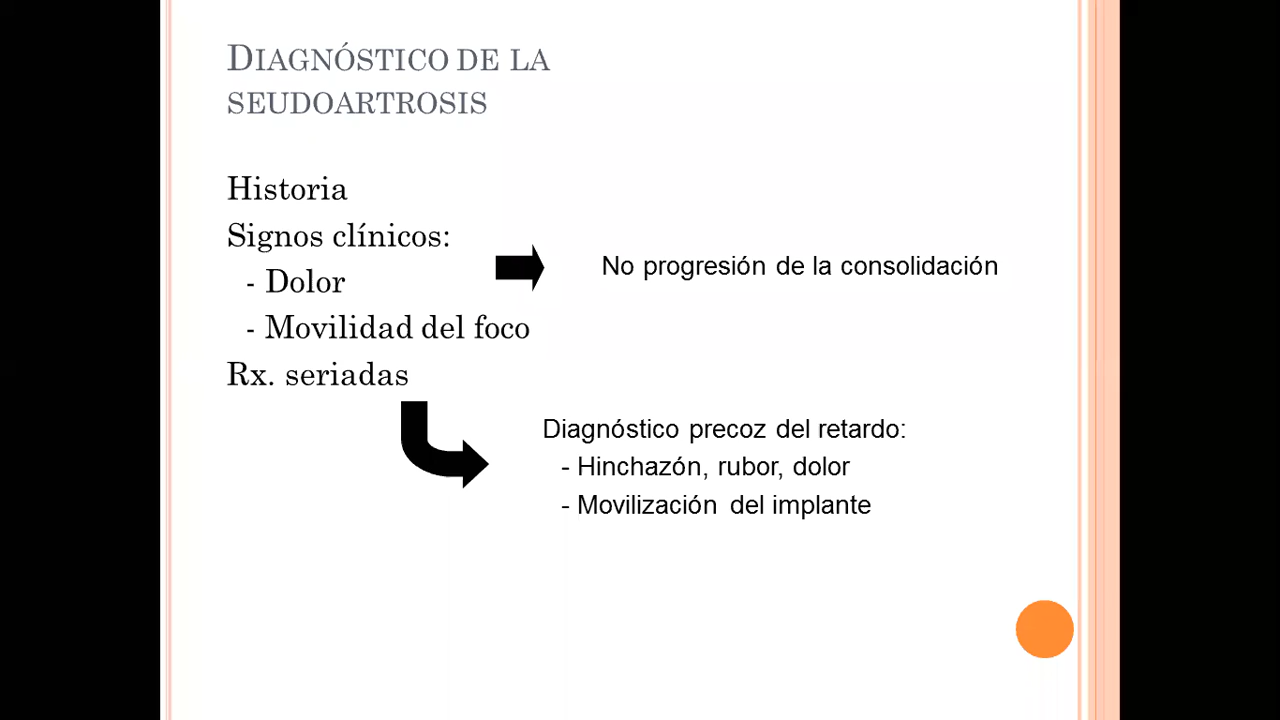 DIAGNÓSTICO DE LA
SEUDOARTROSIS
Historia
Signos clínicos:
- Dolor
- Movilidad del foco
Rx. seriadas
No progresión de la consolidación
Diagnóstico precoz del retardo:
- Hinchazón, rubor, dolor
- Movilización del implante